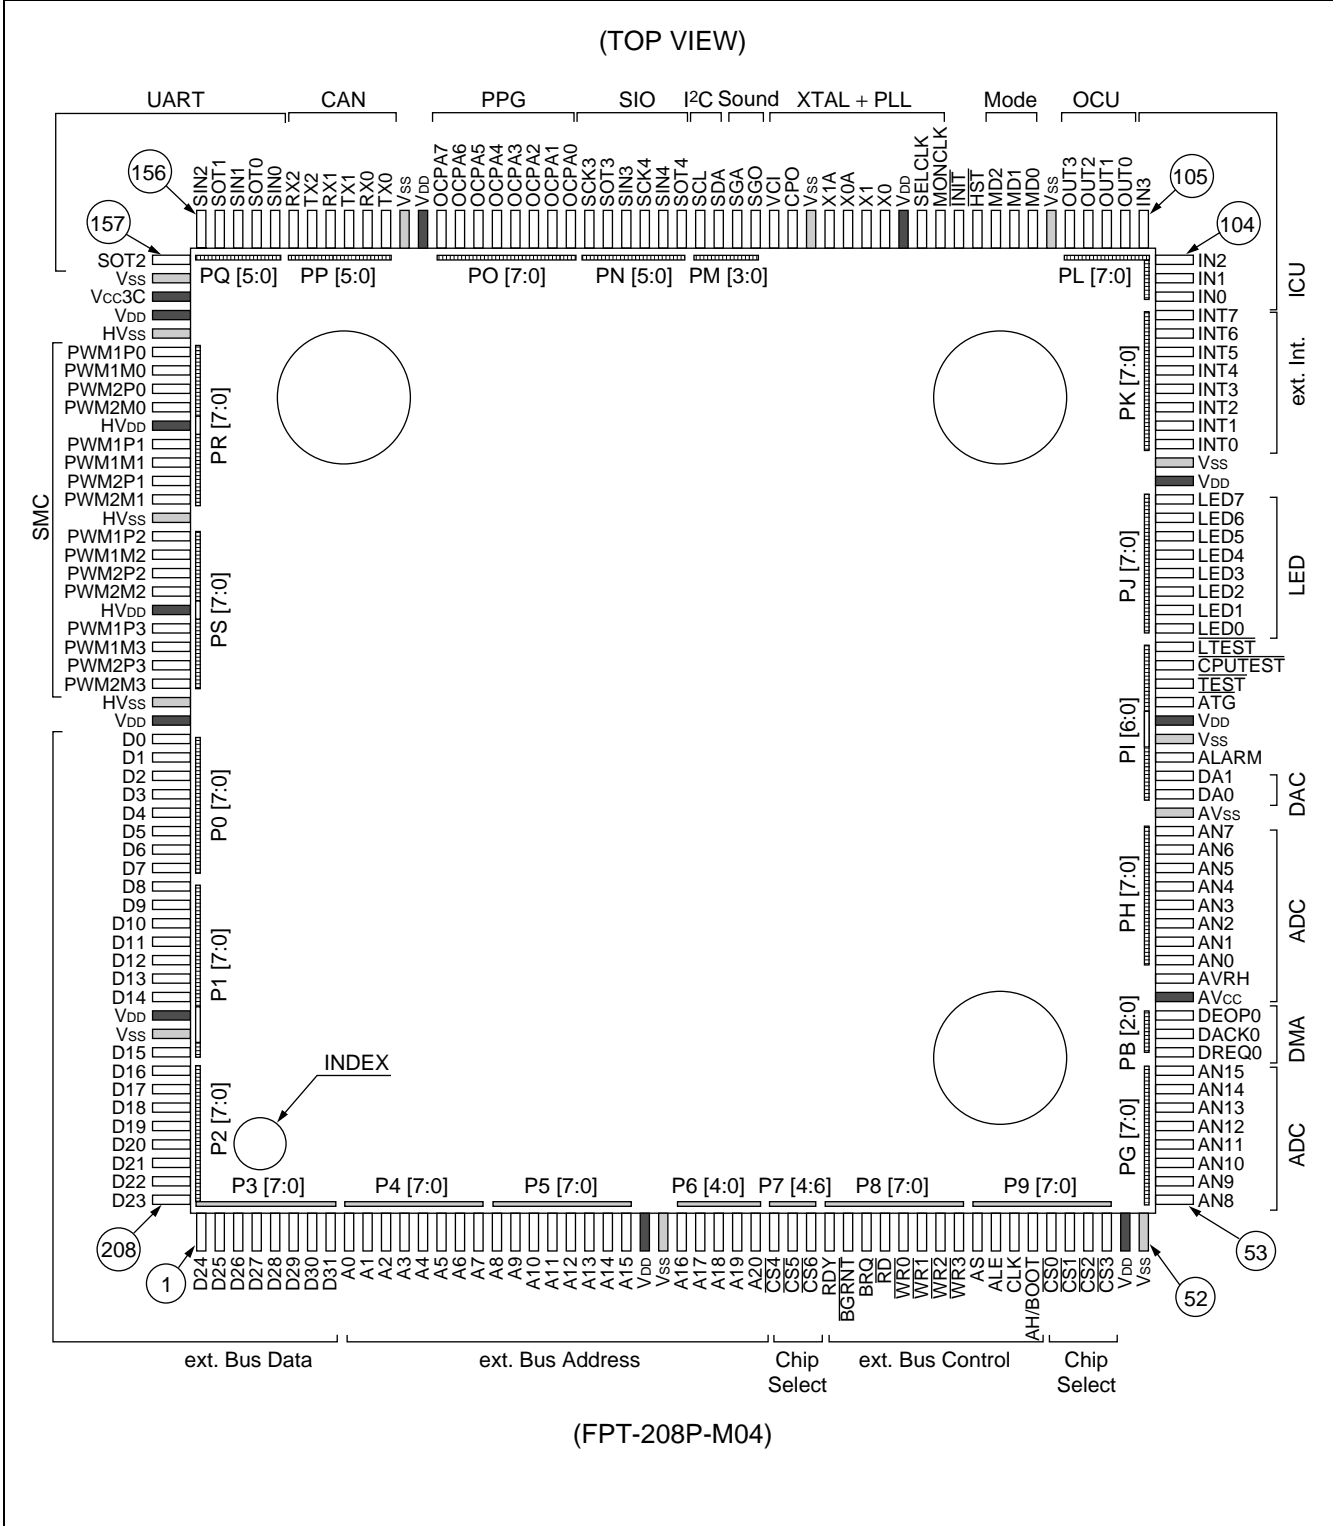 (TOP VIEW)
UART CAN PPG SIO I²C Sound XTAL + PLL Mode OCU
156 SIN2 SOT1 SIN1 SOT0 SIN0 RX2 TX2 RX1 TX1 RX0 TX0 VSS VDD OCPA7 OCPA6 OCPA5 OCPA4 OCPA3 OCPA2 OCPA1 OCPA0 SCK3 SOT3 SIN3 SCK4 SIN4 SOT4 SCL SDA SGA SGO VCI CPO VSS X1A X0A X1 X0 VDD SELCLK MONCLK INIT HST MD2 MD1 MD0 VSS OUT3 OUT2 OUT1 OUT0 IN3 105
157 104
PQ [5:0] PP [5:0] PO [7:0] PN [5:0] PM [3:0] PL [7:0]
SOT2
VSS
VCC3C
VDD
HVSS
PWM1P0
PWM1M0
PWM2P0
PWM2M0
HVDD
PWM1P1
PWM1M1
PWM2P1
PWM2M1
HVSS
PWM1P2
PWM1M2
PWM2P2
PWM2M2
HVDD
PWM1P3
PWM1M3
PWM2P3
PWM2M3
HVSS
VDD
D0
D1
D2
D3
D4
D5
D6
D7
D8
D9
D10
D11
D12
D13
D14
VDD
VSS
D15
D16
D17
D18
D19
D20
D21
D22
D23
208
SMC
PR [7:0]
PS [7:0]
P0 [7:0]
P1 [7:0]
P2 [7:0]
INDEX
IN2
IN1
IN0
INT7
INT6
INT5
INT4
INT3
INT2
INT1
INT0
VSS
VDD
LED7
LED6
LED5
LED4
LED3
LED2
LED1
LED0
LTEST
CPUTEST
TEST
ATG
VDD
VSS
ALARM
DA1
DA0
AVSS
AN7
AN6
AN5
AN4
AN3
AN2
AN1
AN0
AVRH
AVCC
DEOP0
DACK0
DREQ0
AN15
AN14
AN13
AN12
AN11
AN10
AN9
AN8
53
PK [7:0]
PJ [7:0]
PI [6:0]
PH [7:0]
PB [2:0]
PG [7:0]
ICU
ext. Int.
LED
DAC
ADC
DMA
ADC
P3 [7:0] P4 [7:0] P5 [7:0] P6 [4:0] P7 [4:6] P8 [7:0] P9 [7:0]
1 D24 D25 D26 D27 D28 D29 D30 D31 A0 A1 A2 A3 A4 A5 A6 A7 A8 A9 A10 A11 A12 A13 A14 A15 VDD VSS A16 A17 A18 A19 A20 CS4 CS5 CS6 RDY BGRNT BRQ RD WR0 WR1 WR2 WR3 AS ALE CLK AH/BOOT CS0 CS1 CS2 CS3 VDD VSS 52
ext. Bus Data ext. Bus Address Chip Select ext. Bus Control Chip Select
(FPT-208P-M04)